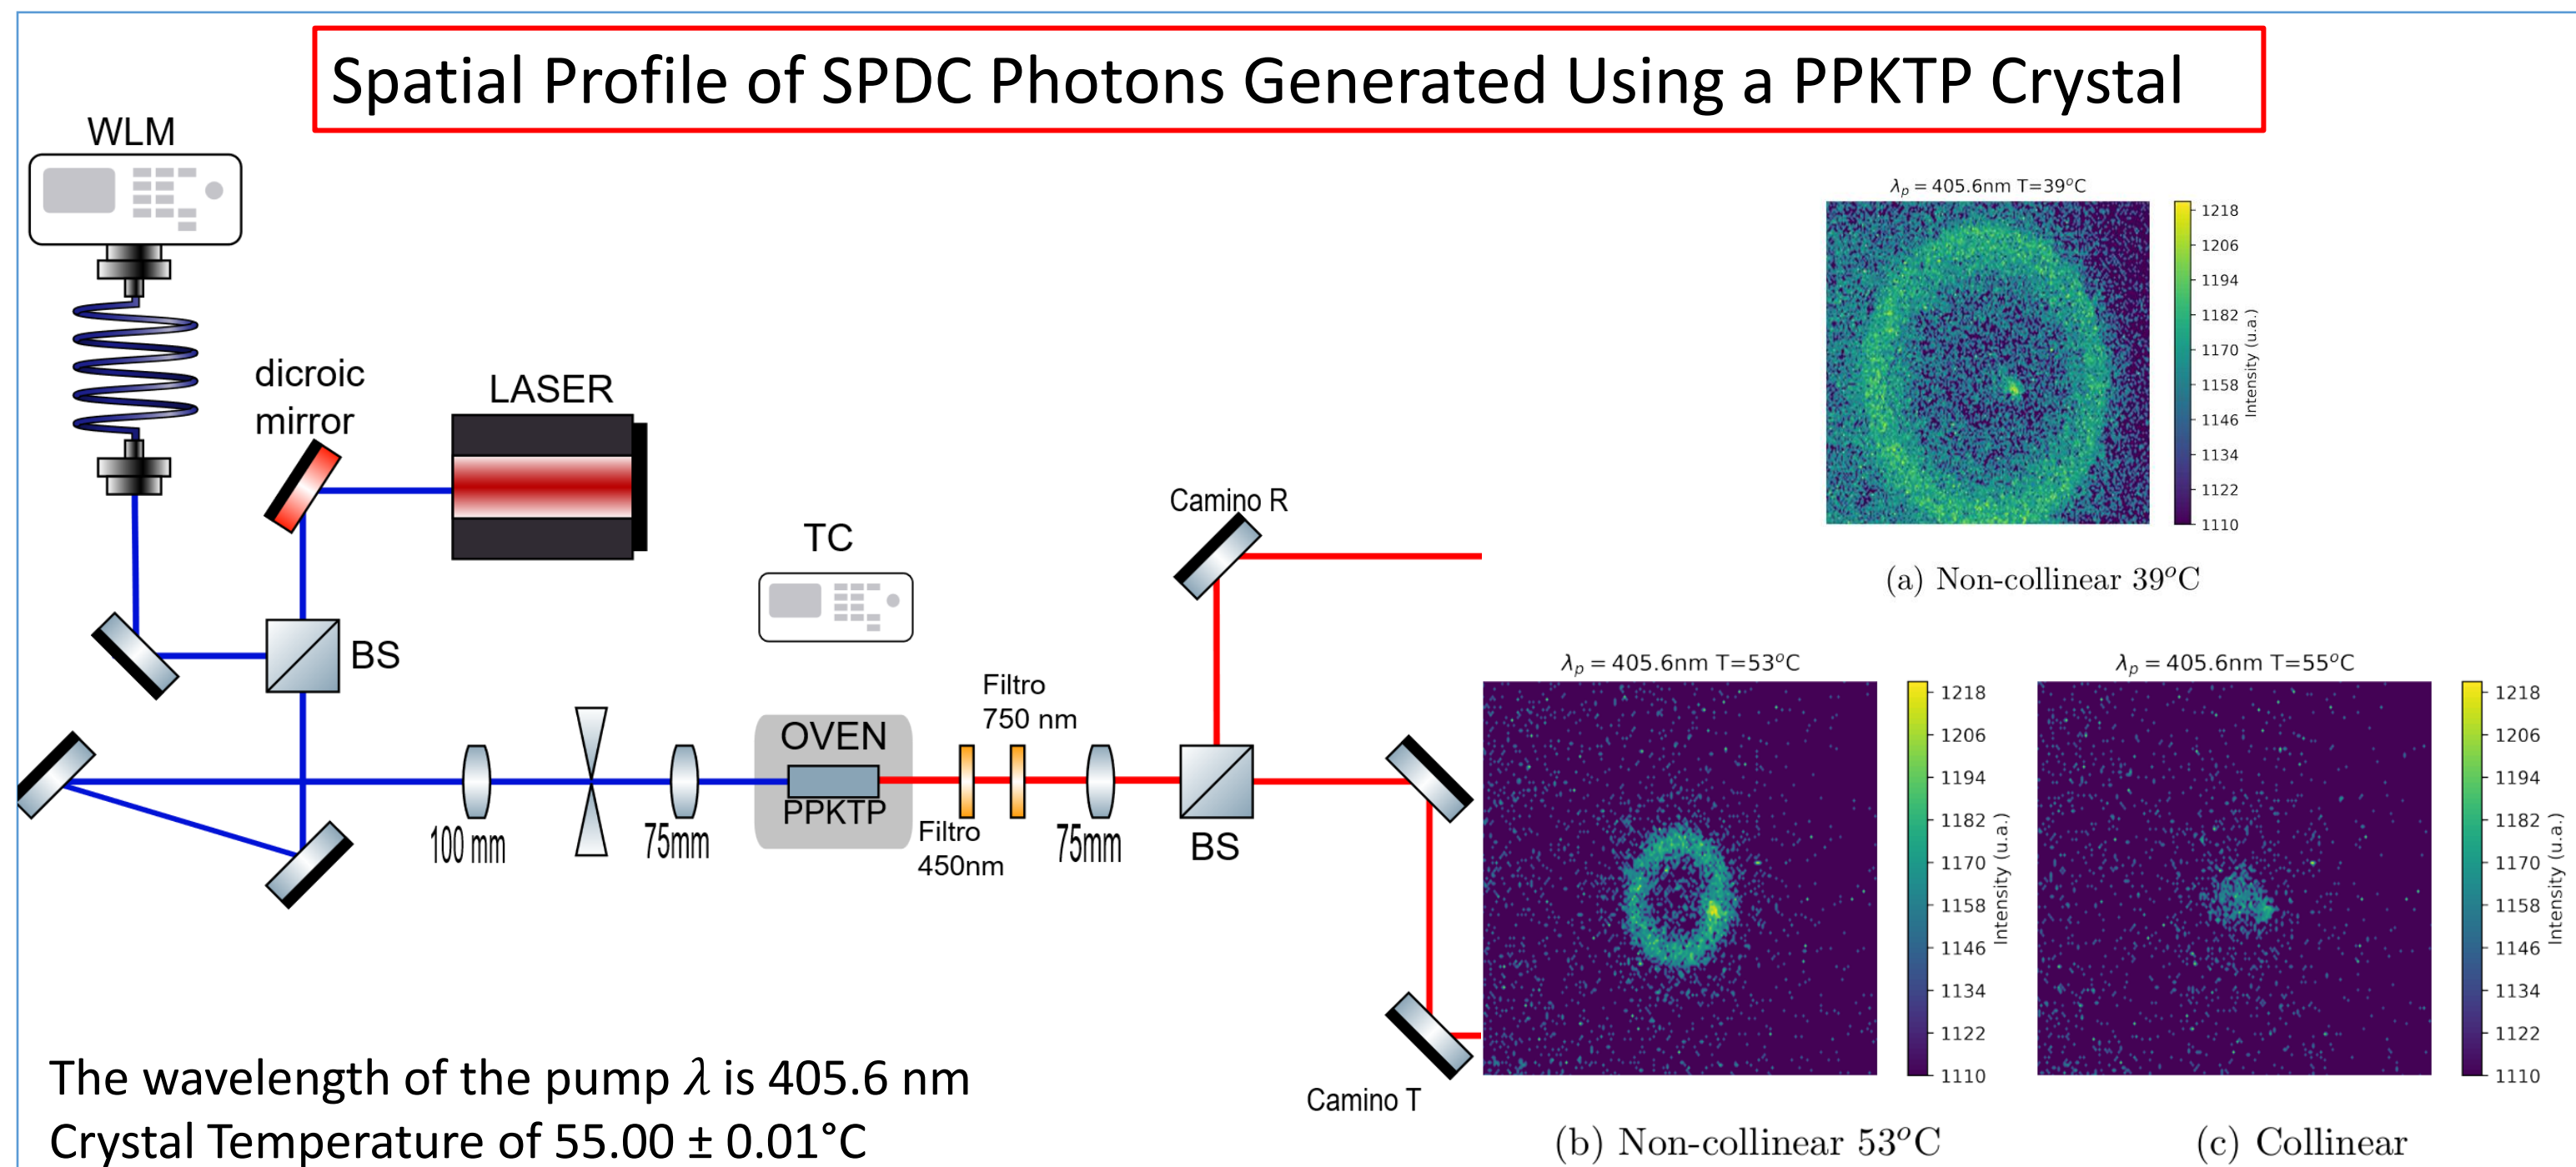 Spatial Profile of SPDC Photons Generated Using a PPKTP Crystal
WLM
dicroic
mirror
LASER
BS
TC
OVEN
PPKTP
100 mm
75mm
Filtro
750 nm
Filtro
450nm
75mm
BS
Camino R
Camino T
The wavelength of the pump λ is 405.6 nm
Crystal Temperature of 55.00 ± 0.01°C
λp = 405.6nm T=39°C
1218
1206
1194
1182
1170
1158
1146
1134
1122
1110
Intensity (u.a.)
(a) Non-collinear 39°C
λp = 405.6nm T=53°C
1218
1206
1194
1182
1170
1158
1146
1134
1122
1110
Intensity (u.a.)
(b) Non-collinear 53°C
λp = 405.6nm T=55°C
1218
1206
1194
1182
1170
1158
1146
1134
1122
1110
Intensity (u.a.)
(c) Collinear